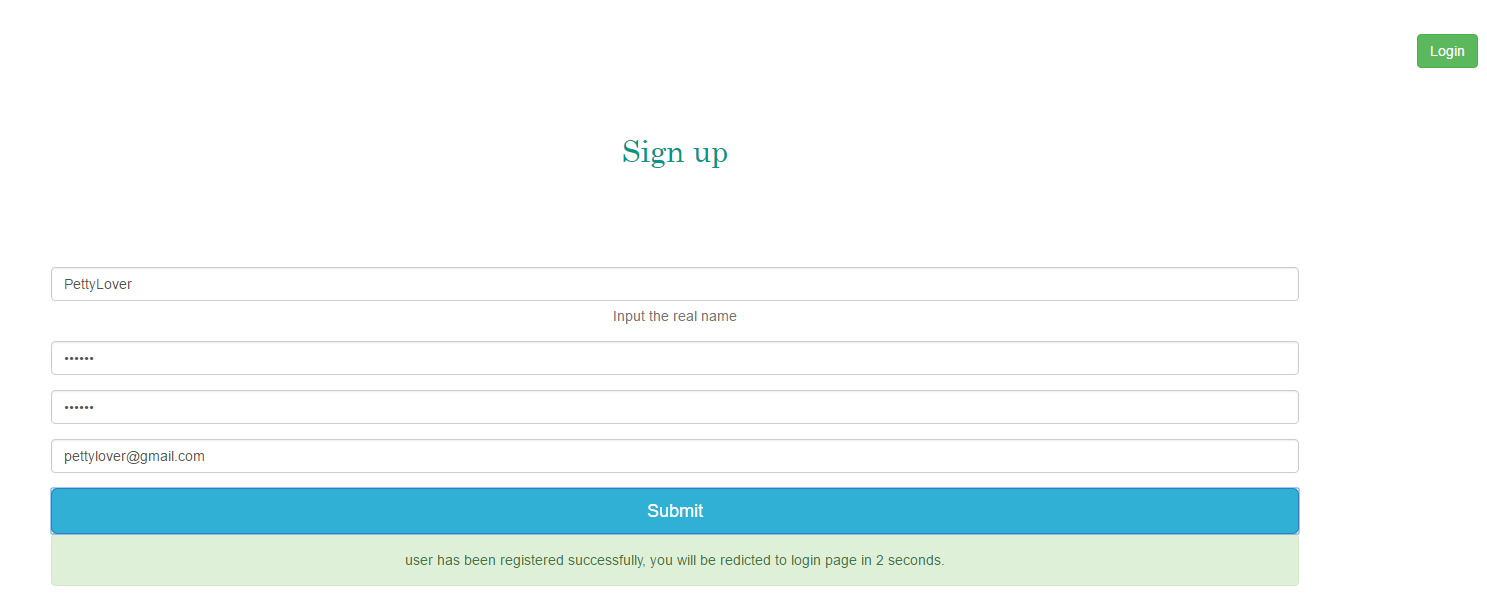 Login
Sign up
PettyLover
Input the real name
••••••
••••••
pettylover@gmail.com
Submit
user has been registered successfully, you will be redicted to login page in 2 seconds.